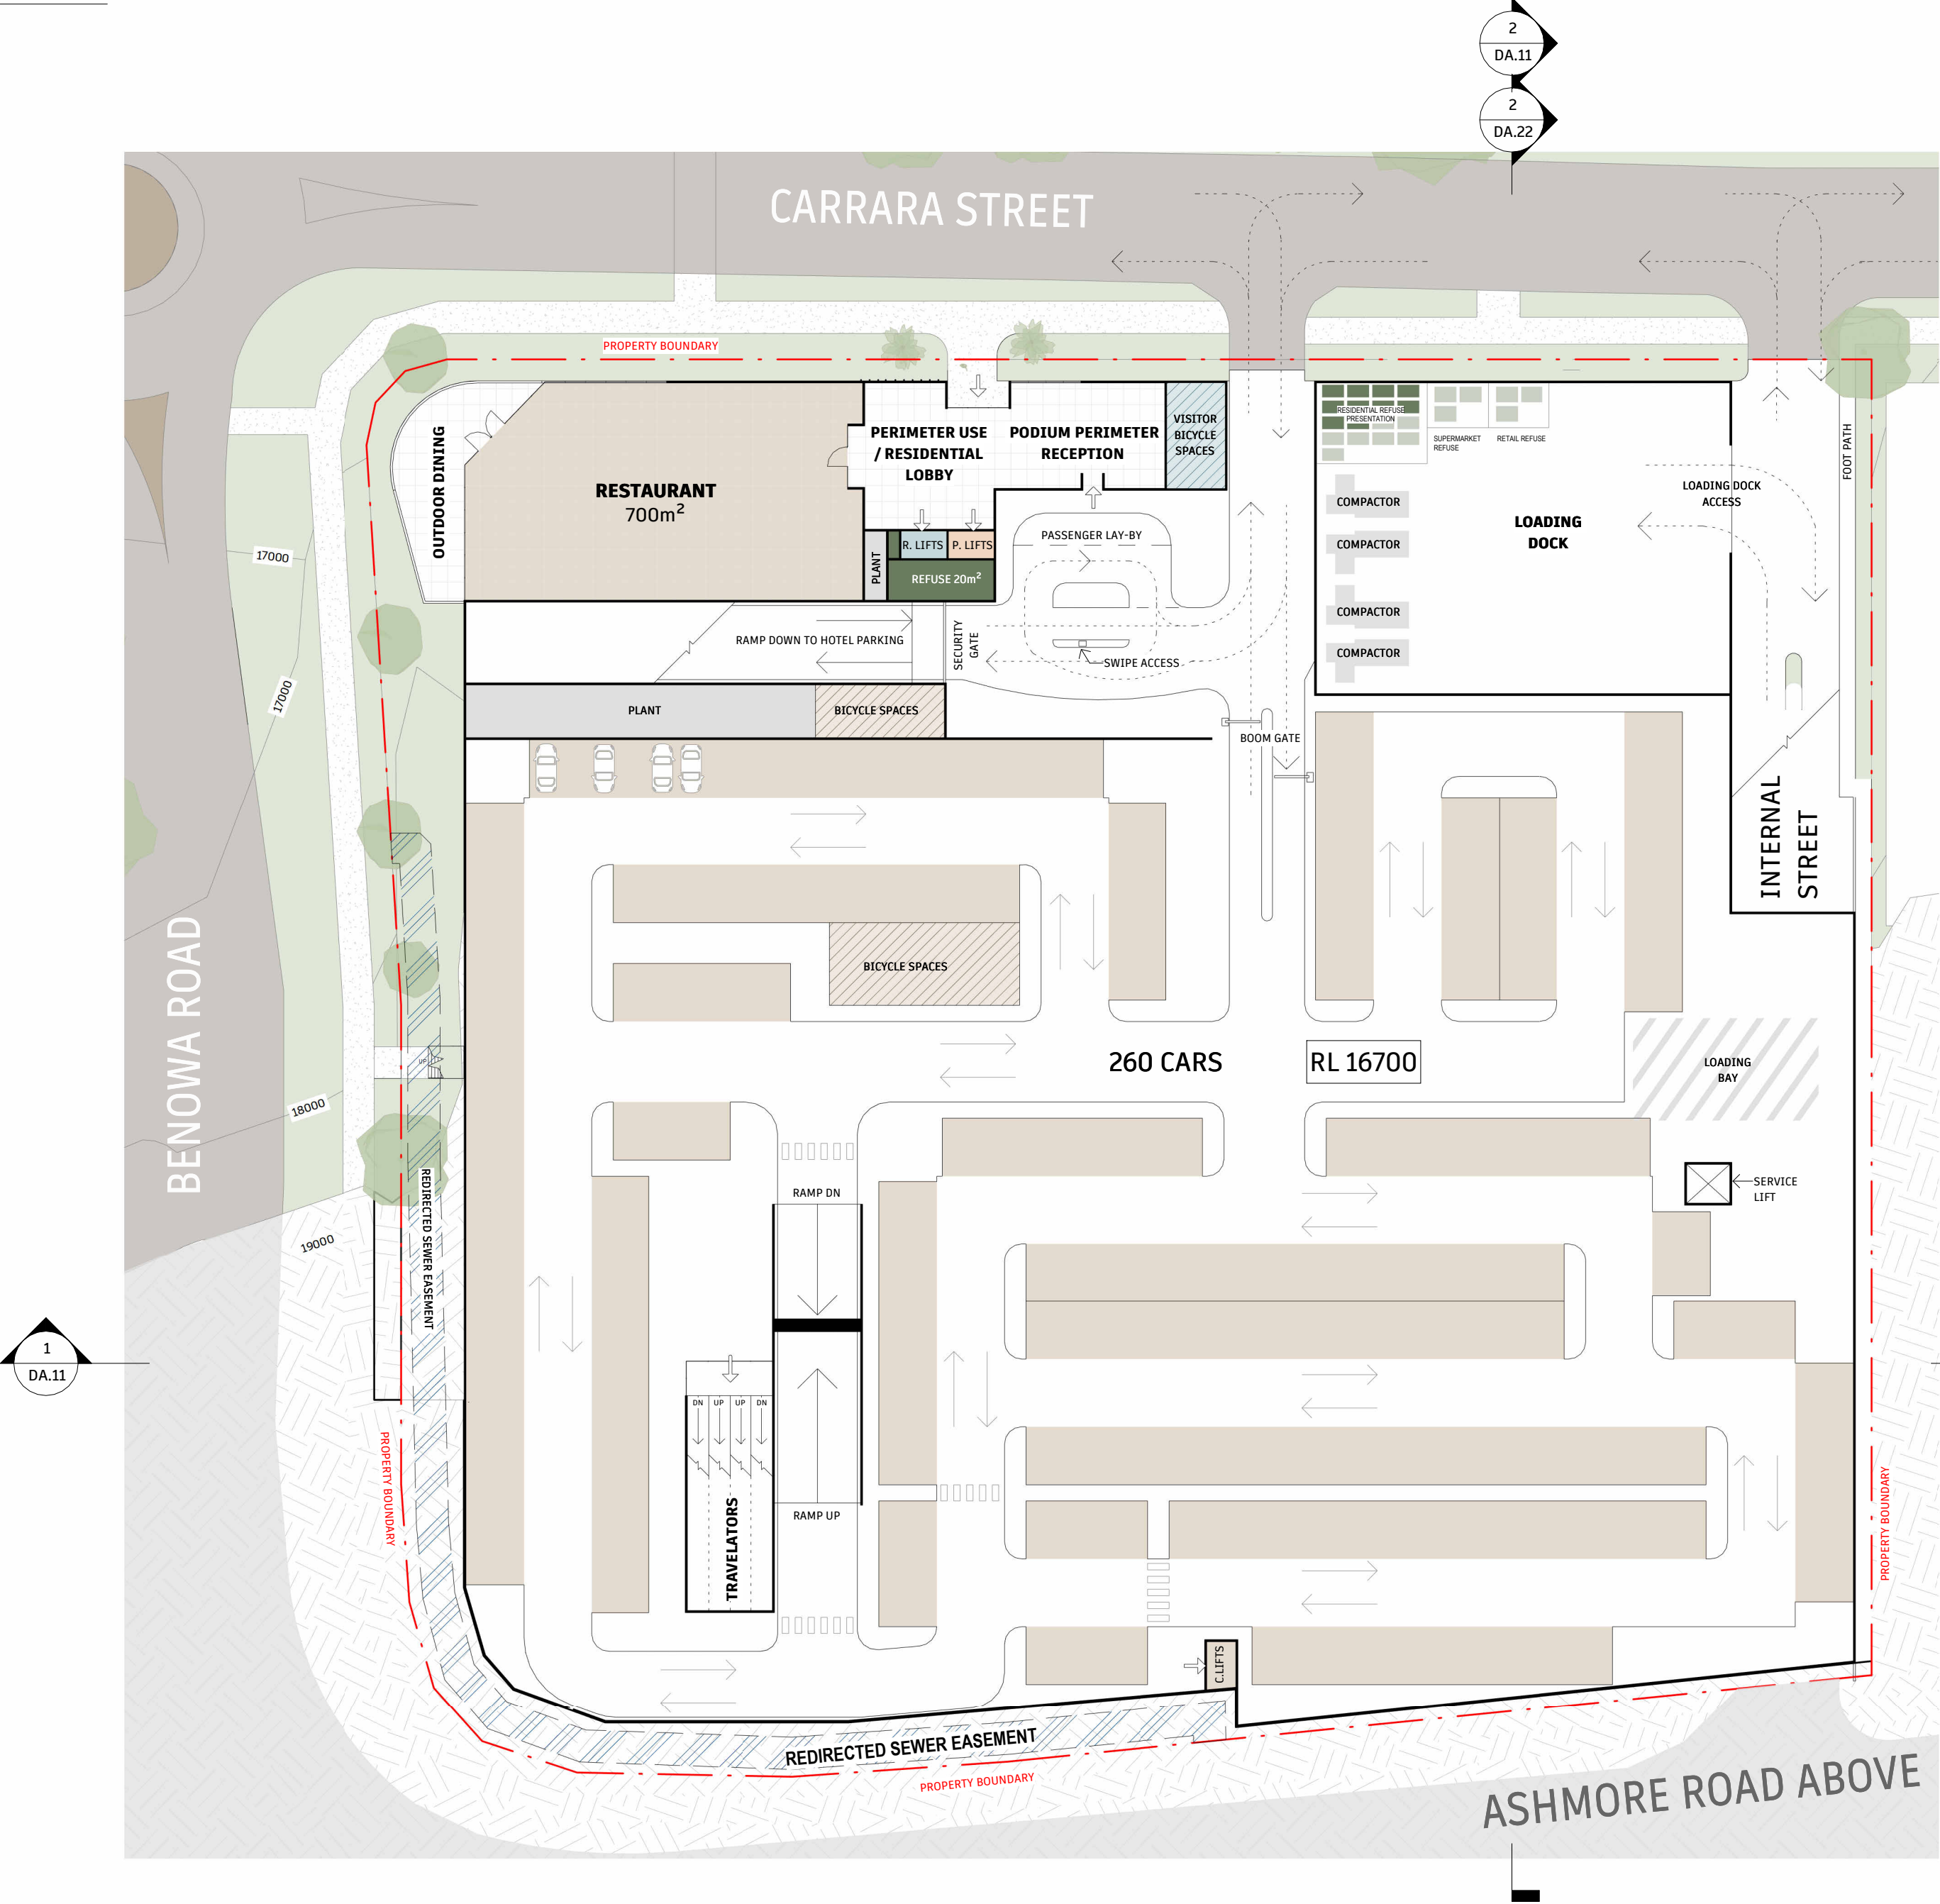 2
DA.11
2
DA.22
CARRARA STREET
PROPERTY BOUNDARY
OUTDOOR DINING
RESTAURANT
700m²
PERIMETER USE
/ RESIDENTIAL
LOBBY
PODIUM PERIMETER
RECEPTION
VISITOR
BICYCLE
SPACES
RESIDENTIAL REFUSE
PRESENTATION
SUPERMARKET
REFUSE
RETAIL REFUSE
COMPACTOR
COMPACTOR
COMPACTOR
COMPACTOR
LOADING
DOCK
LOADING DOCK
ACCESS
FOOT PATH
PLANT
R. LIFTS
P. LIFTS
REFUSE 20m²
PASSENGER LAY-BY
RAMP DOWN TO HOTEL PARKING
SECURITY
GATE
SWIPE ACCESS
17000
17000
PLANT
BICYCLE SPACES
BOOM GATE
INTERNAL
STREET
BENOWA ROAD
BICYCLE SPACES
260 CARS
RL 16700
LOADING
BAY
UP
18000
19000
REDIRECTED SEWER EASEMENT
RAMP DN
SERVICE
LIFT
1
DA.11
DN
UP
UP
DN
TRAVELATORS
RAMP UP
PROPERTY BOUNDARY
PROPERTY BOUNDARY
C.LIFTS
REDIRECTED SEWER EASEMENT
PROPERTY BOUNDARY
ASHMORE ROAD ABOVE